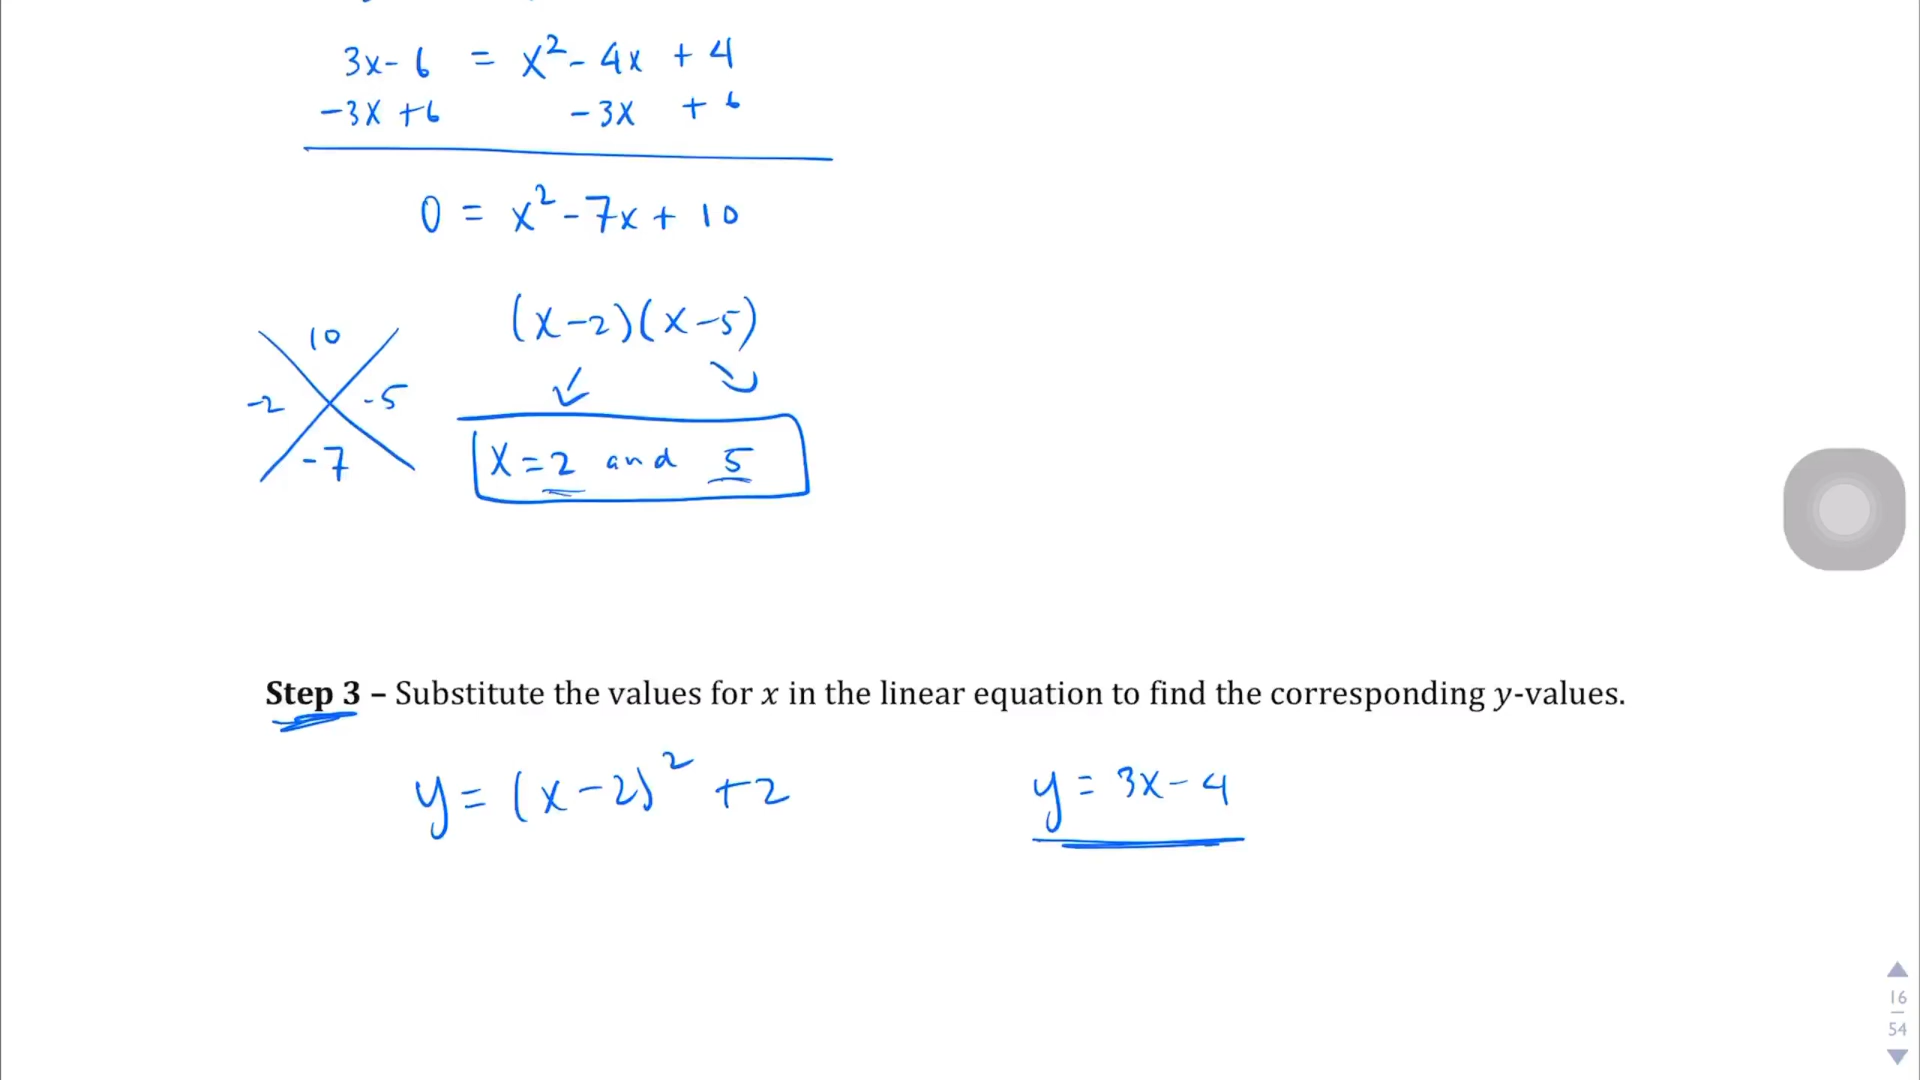 3x - 6 = x² - 4x + 4
-3x + 6 - 3x + 6
0 = x² - 7x + 10
(x-2)(x-5)
10
-2 -5
-7
x = 2 and 5
Step 3 – Substitute the values for x in the linear equation to find the corresponding y-values.
y = (x-2)² + 2 y = 3x - 4
16
54